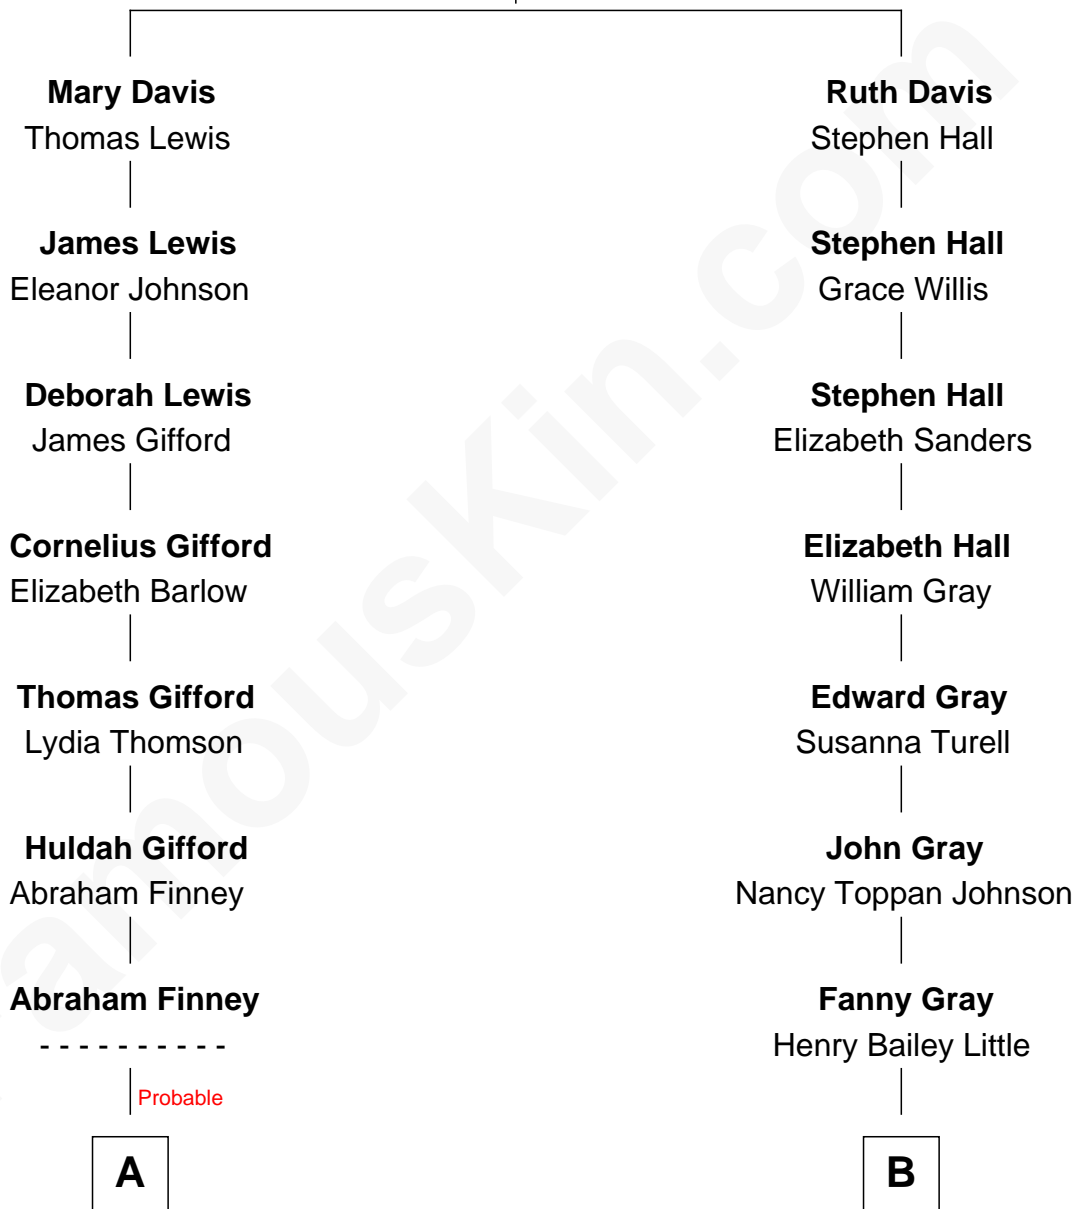 Mary Davis
Thomas Lewis
James Lewis
Eleanor Johnson
Deborah Lewis
James Gifford
Cornelius Gifford
Elizabeth Barlow
Thomas Gifford
Lydia Thomson
Huldah Gifford
Abraham Finney
Abraham Finney
- - - - - - - - - -
Probable
A
Ruth Davis
Stephen Hall
Stephen Hall
Grace Willis
Stephen Hall
Elizabeth Sanders
Elizabeth Hall
William Gray
Edward Gray
Susanna Turell
John Gray
Nancy Toppan Johnson
Fanny Gray
Henry Bailey Little
B
amouskin.com